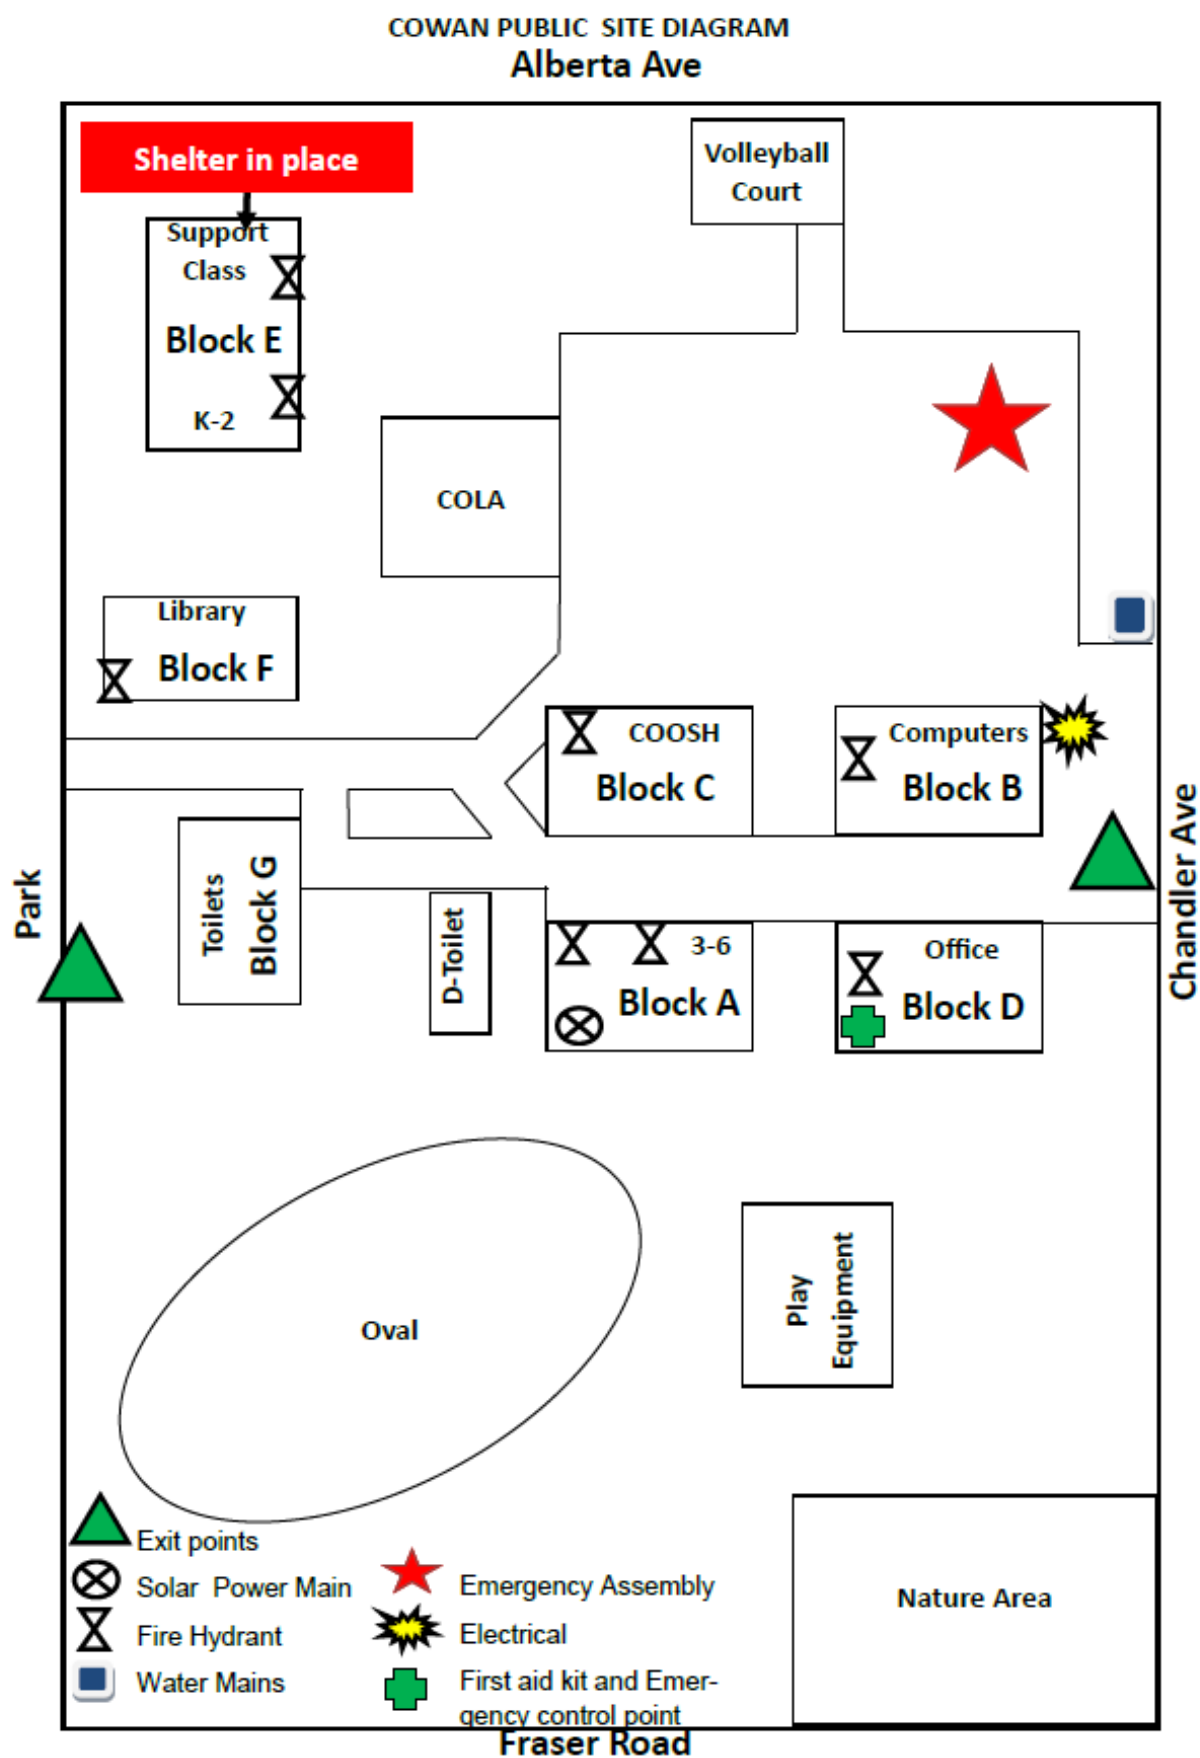 COWAN PUBLIC  SITE DIAGRAM
Alberta Ave
Shelter in place
Volleyball
Court
Support
Class
Block E
K-2
COLA
Library
Block F
COOSH
Block C
Computers
Block B
Chandler Ave
Park
Toilets
Block G
D-Toilet
3-6
Block A
Office
Block D
Oval
Play
Equipment
Exit points
Solar  Power Main
Fire Hydrant
Water Mains
Emergency Assembly
Electrical
First aid kit and Emer-
gency control point
Nature Area
Fraser Road